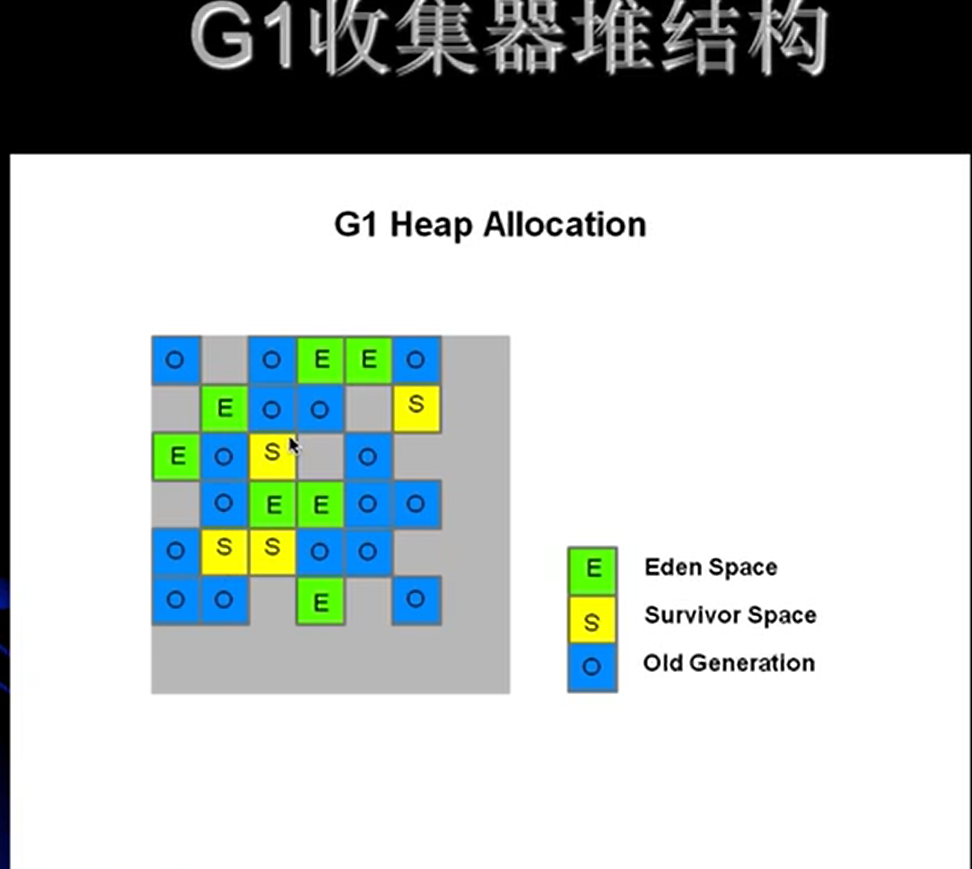 G1收集器堆结构
G1 Heap Allocation
O O E E O
E O O S
E O S O
O E E O O
O S S O O
O O E O
E Eden Space
S Survivor Space
O Old Generation